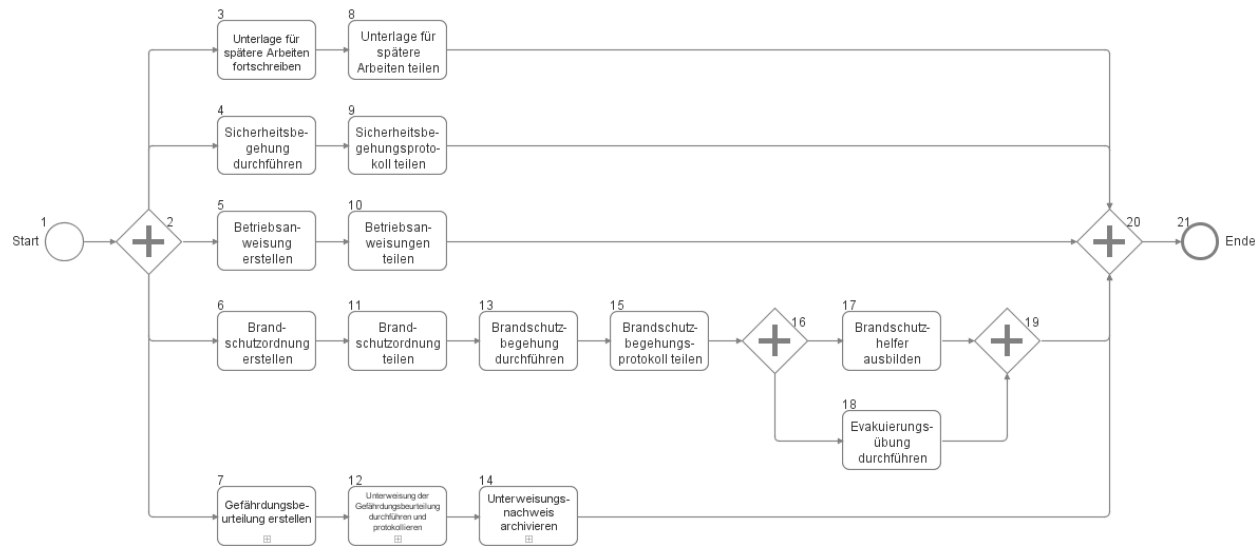 3
Unterlage für
spätere Arbeiten
fortschreiben
8
Unterlage für
spätere
Arbeiten teilen
4
Sicherheitsbe-
gehung
durchführen
9
Sicherheitsbe-
gehungsproto-
koll teilen
1
Start
2
5
Betriebsan-
weisung
erstellen
10
Betriebsan-
weisungen
teilen
20
21
Ende
6
Brand-
schutzordnung
erstellen
11
Brand-
schutzordnung
teilen
13
Brandschutz-
begehung
durchführen
15
Brandschutz-
begehungs-
protokoll teilen
16
17
Brandschutz-
helfer
ausbilden
19
18
Evakuierungs-
übung
durchführen
7
Gefährdungsbe-
urteilung erstellen
12
Unterweisung der
Gefährdungsbeurteilung
durchführen und
protokollieren
14
Unterweisungs-
nachweis
archivieren